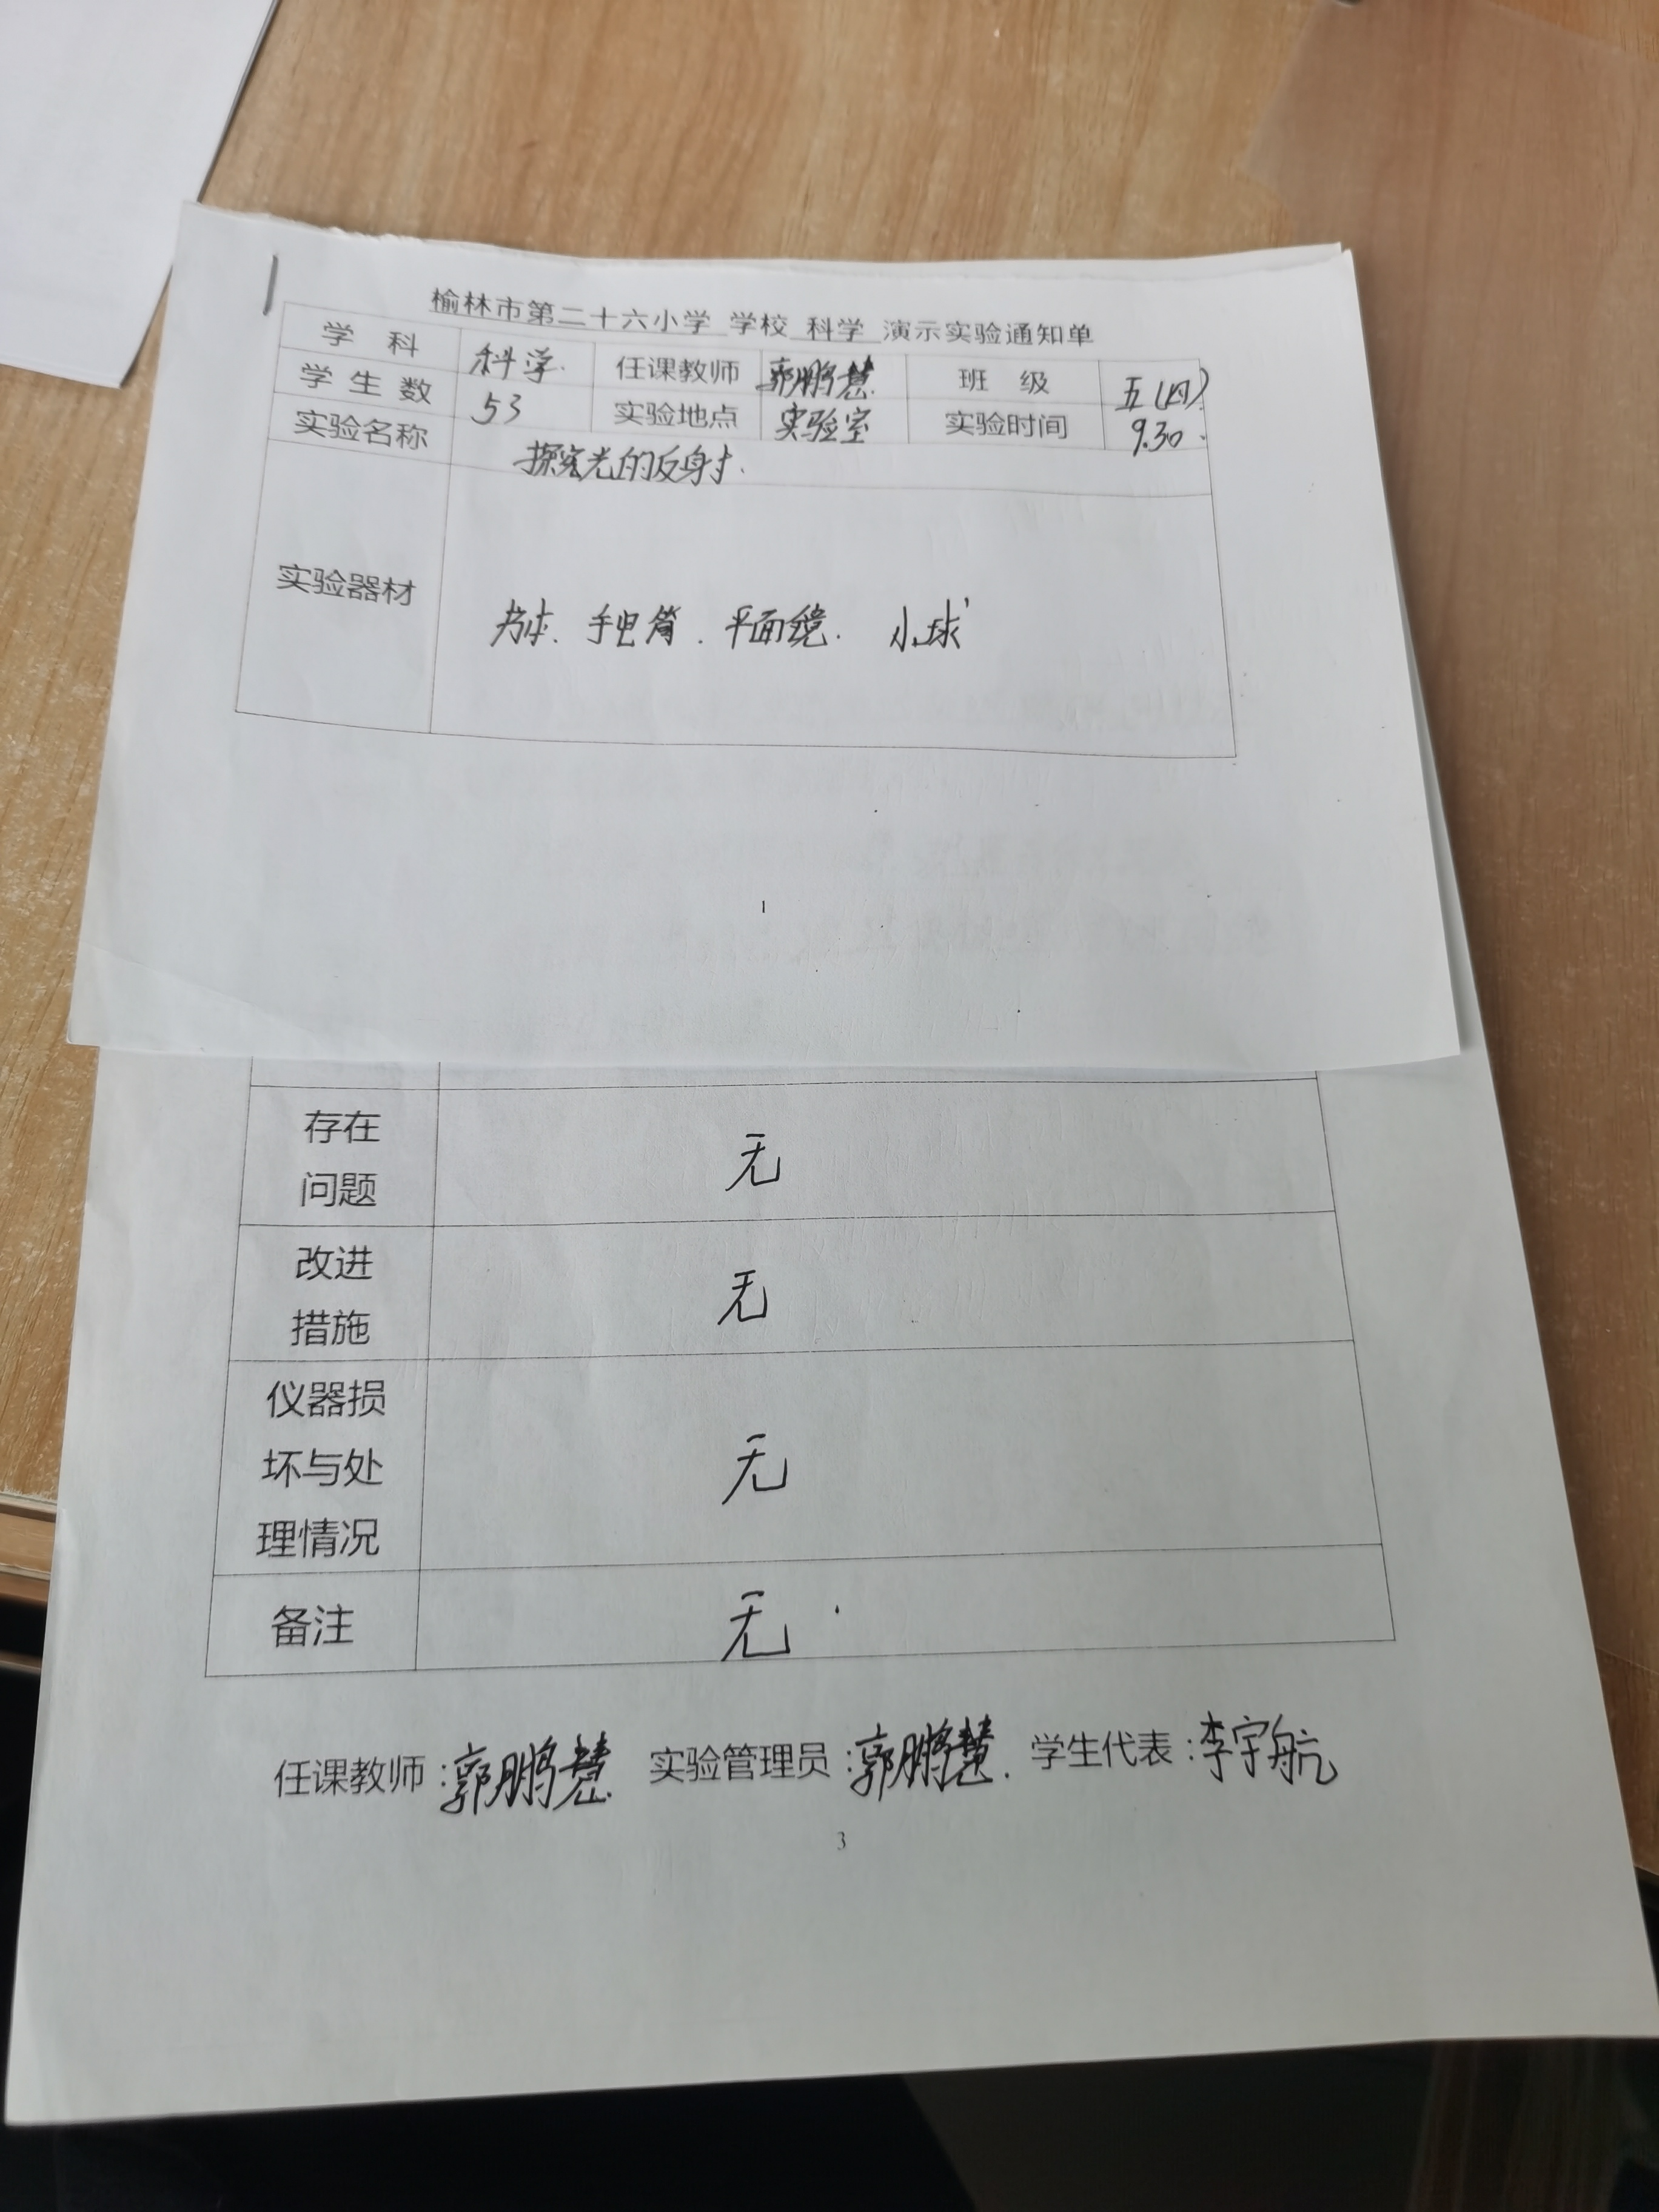 榆林市第二十六小学 学校 科学 演示实验通知单
学 科 科学. 任课教师 郭鹏慧. 班 级 五(四).
学 生 数 53 实验地点 实验室 实验时间 9.30.
实验名称 探究光的反射.
实验器材 书本. 手电筒. 平面镜. 小球
1
存在 无
问题
改进 无
措施
仪器损
坏与处 无
理情况
备注 无.
任课教师:郭鹏慧. 实验管理员:郭鹏慧. 学生代表:李宇航
3